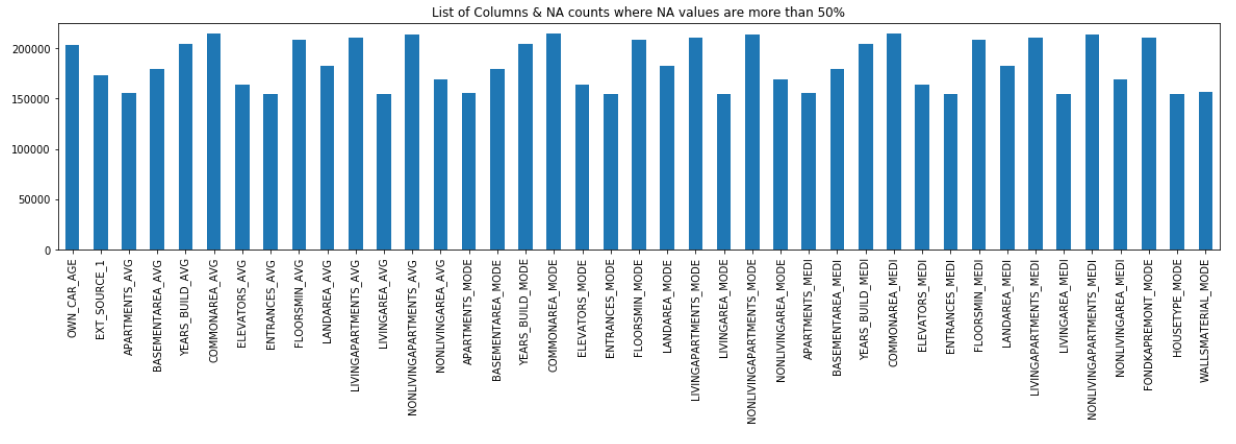 List of Columns & NA counts where NA values are more than 50%
200000
150000
100000
50000
0
OWN_CAR_AGE
EXT_SOURCE_1
APARTMENTS_AVG
BASEMENTAREA_AVG
YEARS_BUILD_AVG
COMMONAREA_AVG
ELEVATORS_AVG
ENTRANCES_AVG
FLOORSMIN_AVG
LANDAREA_AVG
LIVINGAPARTMENTS_AVG
LIVINGAREA_AVG
NONLIVINGAPARTMENTS_AVG
NONLIVINGAREA_AVG
APARTMENTS_MODE
BASEMENTAREA_MODE
YEARS_BUILD_MODE
COMMONAREA_MODE
ELEVATORS_MODE
ENTRANCES_MODE
FLOORSMIN_MODE
LANDAREA_MODE
LIVINGAPARTMENTS_MODE
LIVINGAREA_MODE
NONLIVINGAPARTMENTS_MODE
NONLIVINGAREA_MODE
APARTMENTS_MEDI
BASEMENTAREA_MEDI
YEARS_BUILD_MEDI
COMMONAREA_MEDI
ELEVATORS_MEDI
ENTRANCES_MEDI
FLOORSMIN_MEDI
LANDAREA_MEDI
LIVINGAPARTMENTS_MEDI
LIVINGAREA_MEDI
NONLIVINGAPARTMENTS_MEDI
NONLIVINGAREA_MEDI
FONDKAPREMONT_MODE
HOUSETYPE_MODE
WALLSMATERIAL_MODE